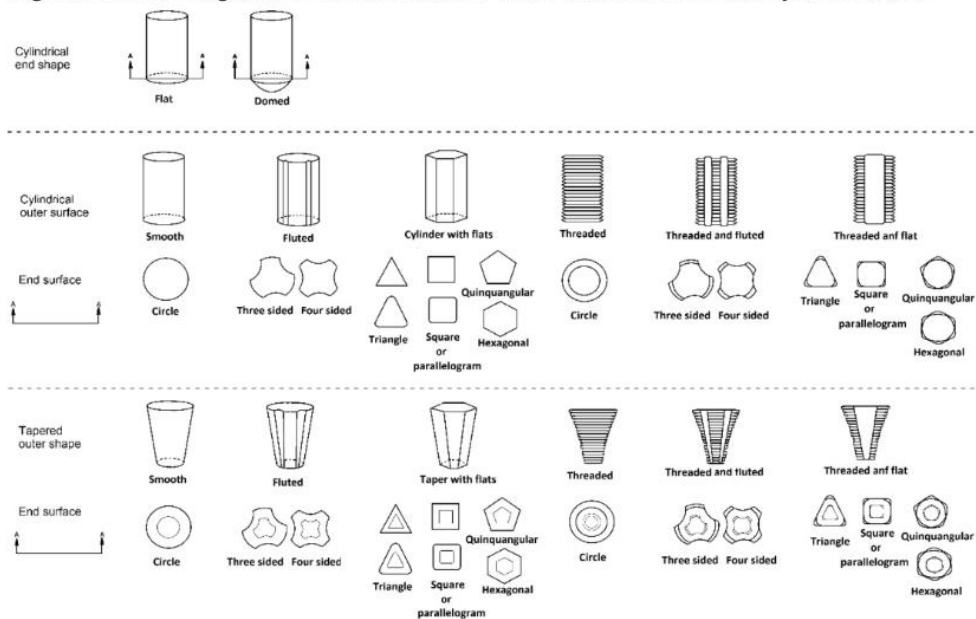 Cylindrical
end shape
A A A A
Flat Domed
Cylindrical
outer surface
Smooth Fluted Cylinder with flats Threaded Threaded and fluted Threaded anf flat
End surface
A A
Circle Three sided Four sided Triangle Square
or
parallelogram Quinquangular Hexagonal Circle Three sided Four sided Triangle Square
or
parallelogram Quinquangular Hexagonal
Tapered
outer shape
Smooth Fluted Taper with flats Threaded Threaded and fluted Threaded anf flat
End surface
A A
Circle Three sided Four sided Triangle Square
or
parallelogram Quinquangular Hexagonal Circle Three sided Four sided Triangle Square
or
parallelogram Quinquangular Hexagonal